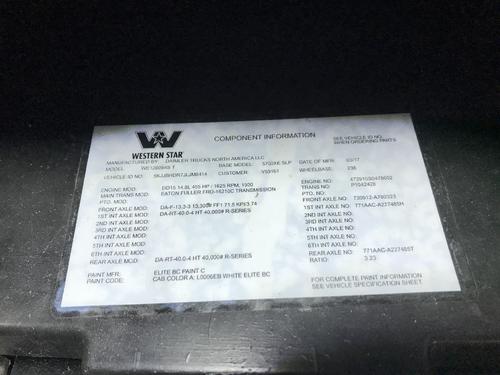 WESTERN STAR
COMPONENT INFORMATION
SEE VEHICLE ID NO.
WHEN ORDERING PARTS
MANUFACTURED BY: DAIMLER TRUCKS NORTH AMERICA LLC DATE OF MFR: 03/17
MODEL: BASE MODEL: 5700XE SLP WHEELBASE: 236
VEHICLE ID NO: CUSTOMER:
ENGINE MOD: DD15 14.8L 455 HP / 1625 RPM, 1900 ENGINE NO: 472910S0478602
TRANS MOD: EATON FULLER FRO-16210C TRANSMISSION TRANS NO: P1042428
PTO. MOD: PTO. NO:
FRONT AXLE MOD: DA-F-13.3-3 13,300# FF1 71.5 KPI/3.74 FRONT AXLE NO:
1ST INT AXLE MOD: DA-RT-40.0-4 HT 40,000# R-SERIES 1ST INT AXLE NO:
2ND INT AXLE MOD: 2ND INT AXLE NO:
3RD INT AXLE MOD: 3RD INT AXLE NO:
4TH INT AXLE MOD: 4TH INT AXLE NO:
5TH INT AXLE MOD: 5TH INT AXLE NO:
6TH INT AXLE MOD: 6TH INT AXLE NO:
REAR AXLE MOD: DA-RT-40.0-4 HT 40,000# R-SERIES REAR AXLE NO:
RATIO: 3.23
PAINT MFR: ELITE BC PAINT C
PAINT CODE: CAB COLOR A: L0006EB WHITE ELITE BC
FOR COMPLETE PAINT INFORMATION
SEE VEHICLE SPECIFICATION SHEET.